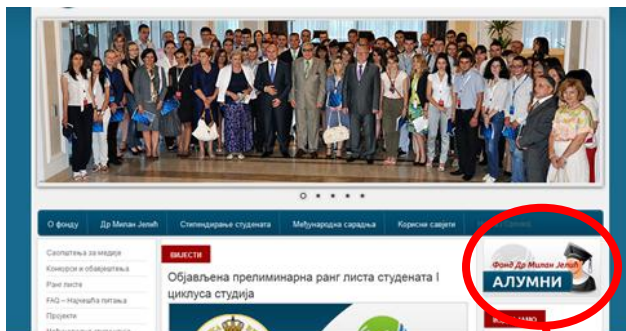 О фонду
Др Милан Јелић
Стипендирање студената
Међународна сарадња
Корисни савјети
Саопштења за медије
Конкурси и обавјештења
Ранг листе
FAQ – Најчешћа питања
Пројекти
ВИЈЕСТИ
Објављена прелиминарна ранг листа студената I
циклуса студија
Фонд Др Милан Јелић
АЛУМНИ